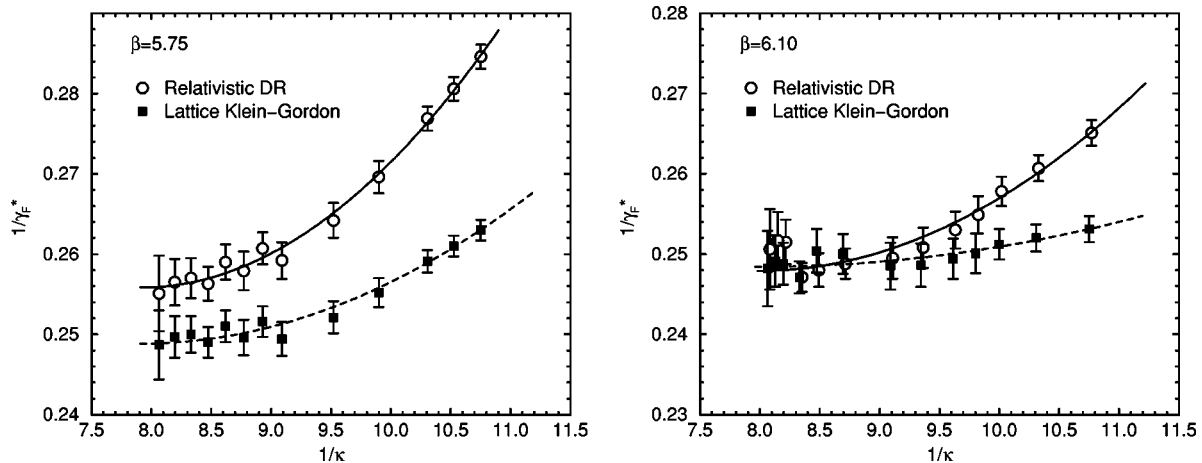 β=5.75
Relativistic DR
Lattice Klein−Gordon
1/γF*
0.28
0.27
0.26
0.25
0.24
7.5 8.0 8.5 9.0 9.5 10.0 10.5 11.0 11.5
1/κ
β=6.10
Relativistic DR
Lattice Klein−Gordon
1/γF*
0.28
0.27
0.26
0.25
0.24
0.23
7.5 8.0 8.5 9.0 9.5 10.0 10.5 11.0 11.5
1/κ